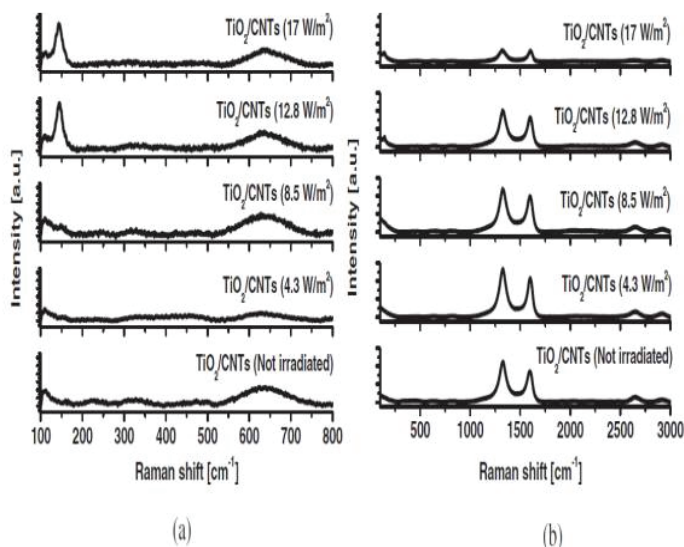 TiO₂/CNTs (17 W/m²)
TiO₂/CNTs (12.8 W/m²)
TiO₂/CNTs (8.5 W/m²)
TiO₂/CNTs (4.3 W/m²)
TiO₂/CNTs (Not irradiated)
Intensity [a.u.]
100 200 300 400 500 600 700 800
Raman shift [cm⁻¹]
(a)
TiO₂/CNTs (17 W/m²)
TiO₂/CNTs (12.8 W/m²)
TiO₂/CNTs (8.5 W/m²)
TiO₂/CNTs (4.3 W/m²)
TiO₂/CNTs (Not irradiated)
Intensity [a.u.]
500 1000 1500 2000 2500 3000
Raman shift [cm⁻¹]
(b)